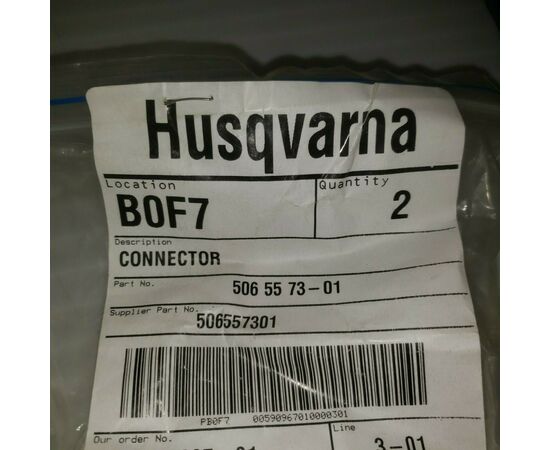 Husqvarna
Location Quantity
B0F7 2
Description
CONNECTOR
Part No. 506 55 73-01
Supplier Part No.
506557301
PB0F7 00590967010000301
Our order No. Line
3-01